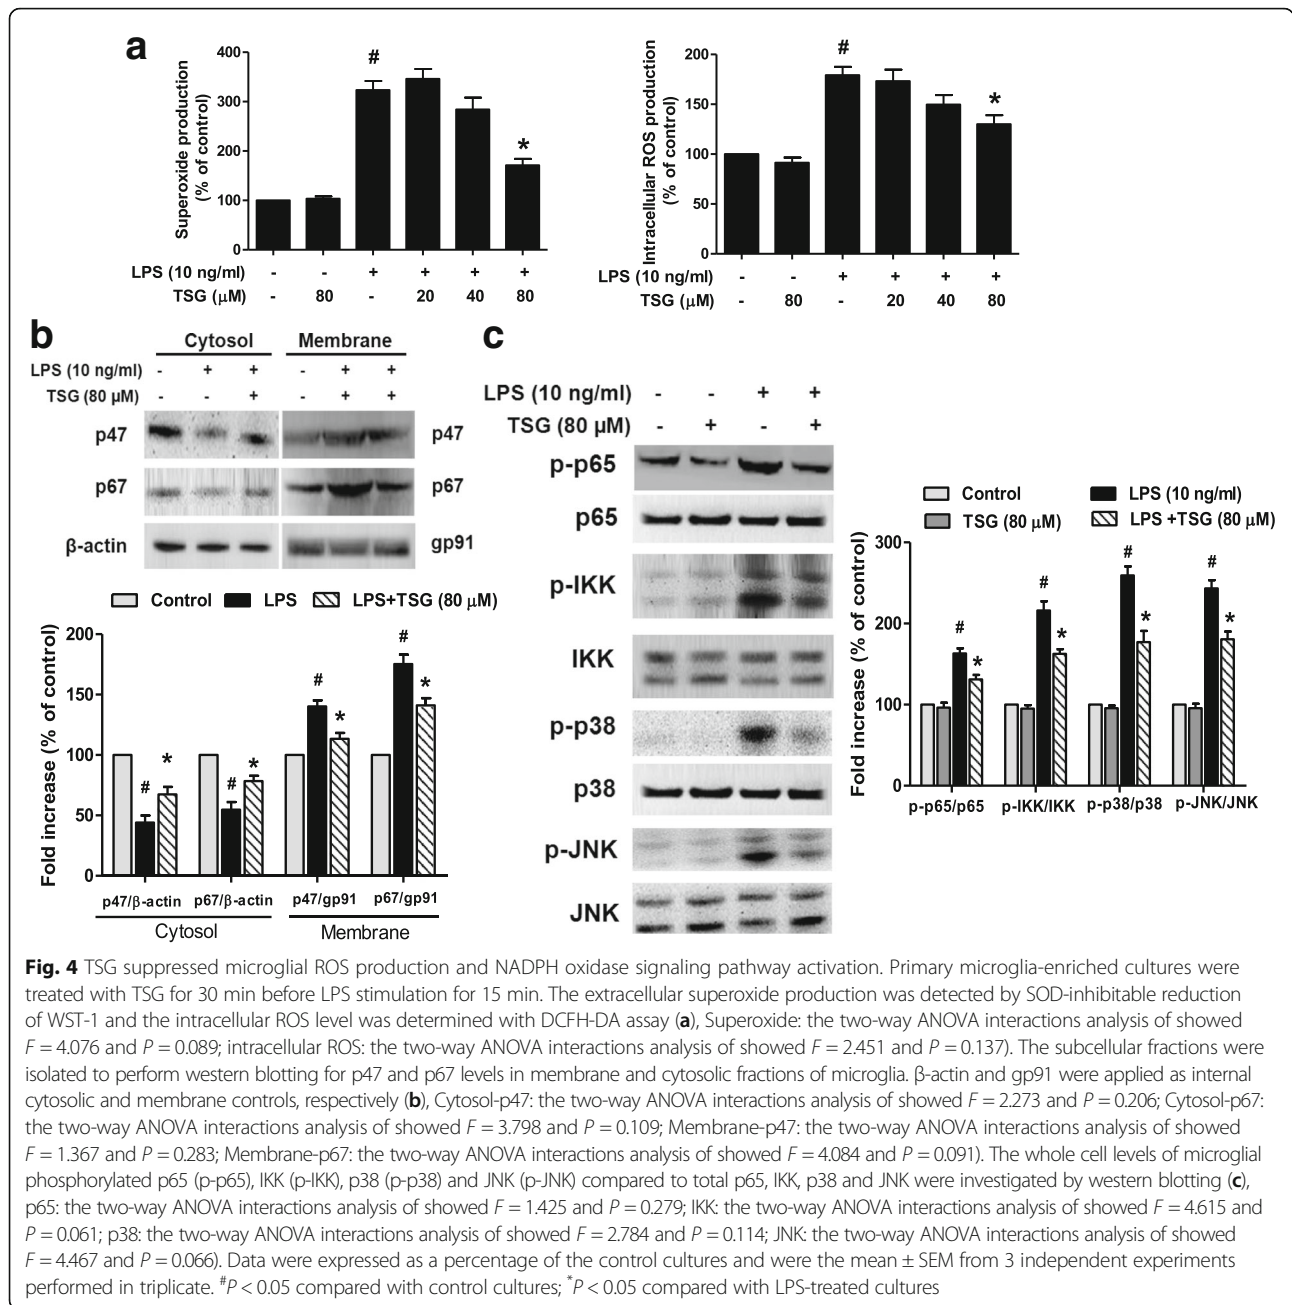 a
Superoxide production
(% of control)
400
300
200
100
0
#
*
LPS (10 ng/ml) - - + + + +
TSG (μM) - 80 - 20 40 80
Intracellular ROS production
(% of control)
200
150
100
50
0
#
*
LPS (10 ng/ml) - - + + + +
TSG (μM) - 80 - 20 40 80
b
Cytosol Membrane
LPS (10 ng/ml) - + + - + +
TSG (80 μM) - - + - + +
p47 p47
p67 p67
β-actin gp91
Control LPS LPS+TSG (80 μM)
Fold increase (% of control)
200
150
100
50
0
# * # * # * # *
p47/β-actin p67/β-actin p47/gp91 p67/gp91
Cytosol Membrane
c
LPS (10 ng/ml) - - + +
TSG (80 μM) - + - +
p-p65
p65
p-IKK
IKK
p-p38
p38
p-JNK
JNK
Control LPS (10 ng/ml)
TSG (80 μM) LPS +TSG (80 μM)
Fold increase (% of control)
300
200
100
0
# * # * # * # *
p-p65/p65 p-IKK/IKK p-p38/p38 p-JNK/JNK
Fig. 4 TSG suppressed microglial ROS production and NADPH oxidase signaling pathway activation. Primary microglia-enriched cultures were
treated with TSG for 30 min before LPS stimulation for 15 min. The extracellular superoxide production was detected by SOD-inhibitable reduction
of WST-1 and the intracellular ROS level was determined with DCFH-DA assay (a), Superoxide: the two-way ANOVA interactions analysis of showed
F = 4.076 and P = 0.089; intracellular ROS: the two-way ANOVA interactions analysis of showed F = 2.451 and P = 0.137). The subcellular fractions were
isolated to perform western blotting for p47 and p67 levels in membrane and cytosolic fractions of microglia. β-actin and gp91 were applied as internal
cytosolic and membrane controls, respectively (b), Cytosol-p47: the two-way ANOVA interactions analysis of showed F = 2.273 and P = 0.206; Cytosol-p67:
the two-way ANOVA interactions analysis of showed F = 3.798 and P = 0.109; Membrane-p47: the two-way ANOVA interactions analysis of showed
F = 1.367 and P = 0.283; Membrane-p67: the two-way ANOVA interactions analysis of showed F = 4.084 and P = 0.091). The whole cell levels of microglial
phosphorylated p65 (p-p65), IKK (p-IKK), p38 (p-p38) and JNK (p-JNK) compared to total p65, IKK, p38 and JNK were investigated by western blotting (c),
p65: the two-way ANOVA interactions analysis of showed F = 1.425 and P = 0.279; IKK: the two-way ANOVA interactions analysis of showed F = 4.615 and
P = 0.061; p38: the two-way ANOVA interactions analysis of showed F = 2.784 and P = 0.114; JNK: the two-way ANOVA interactions analysis of showed
F = 4.467 and P = 0.066). Data were expressed as a percentage of the control cultures and were the mean ± SEM from 3 independent experiments
performed in triplicate. #P < 0.05 compared with control cultures; *P < 0.05 compared with LPS-treated cultures